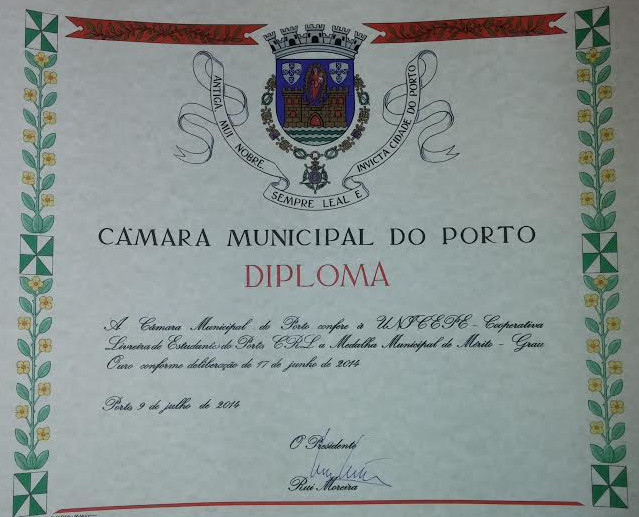 ANTIGA MUI NOBRE
SEMPRE LEAL E
INVICTA CIDADE DO PORTO
CÂMARA MUNICIPAL DO PORTO
DIPLOMA
A Câmara Municipal do Porto confere à UNICEPE - Cooperativa
Livreira de Estudantes do Porto CRL a Medalha Municipal de Mérito - Grau
Ouro conforme deliberação de 17 de junho de 2014
Porto 9 de julho de 2014
O Presidente
Rui Moreira